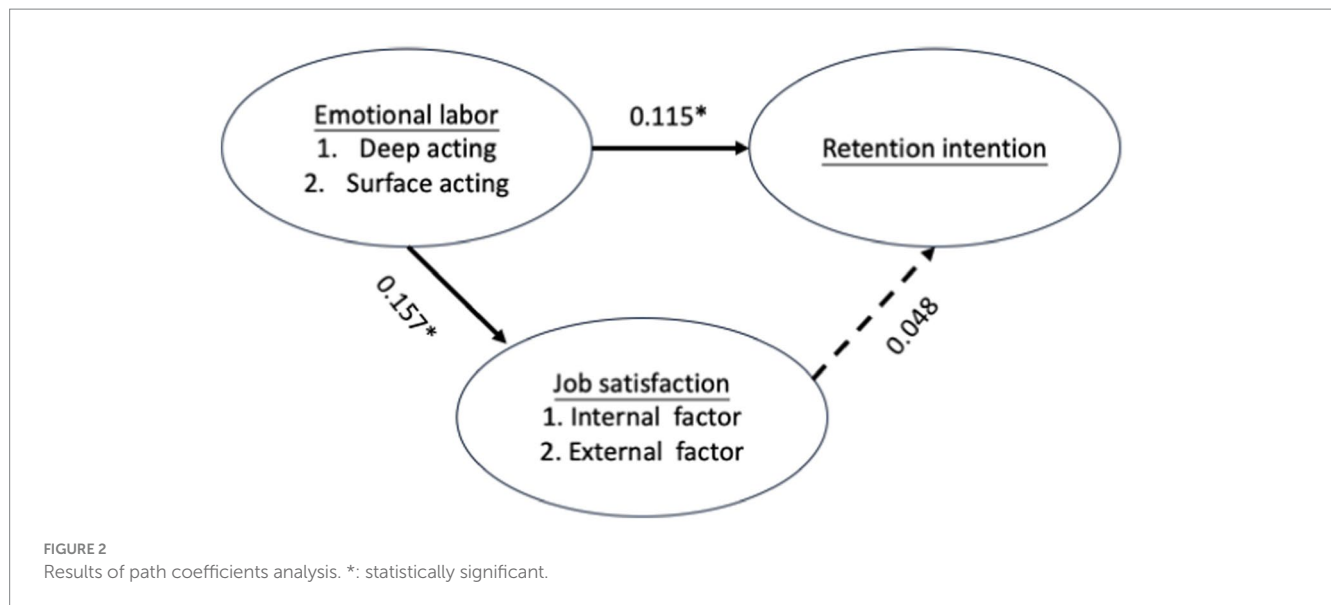 Emotional labor
1. Deep acting
2. Surface acting
0.115*
Retention intention
0.157*
0.048
Job satisfaction
1. Internal factor
2. External factor
FIGURE 2
Results of path coefficients analysis. *: statistically significant.